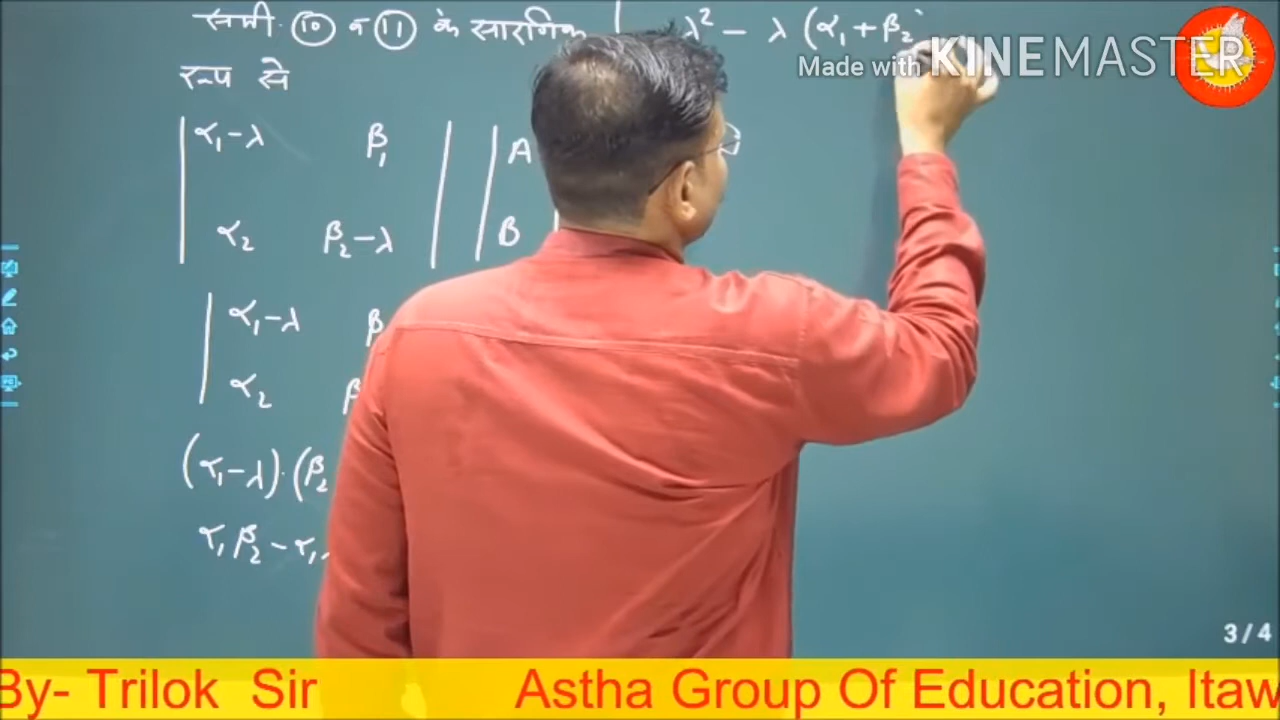 समी. ⑩ व ⑪ के सारणिक
रूप से
α₁-λ β₁ A
α₂ β₂-λ B
α₁-λ β
α₂ β
(α₁-λ).(β₂
α₁β₂-α₁
λ² - λ (α₁+β₂
Made with KINEMASTER
3/4
By- Trilok Sir Astha Group Of Education, Itaw